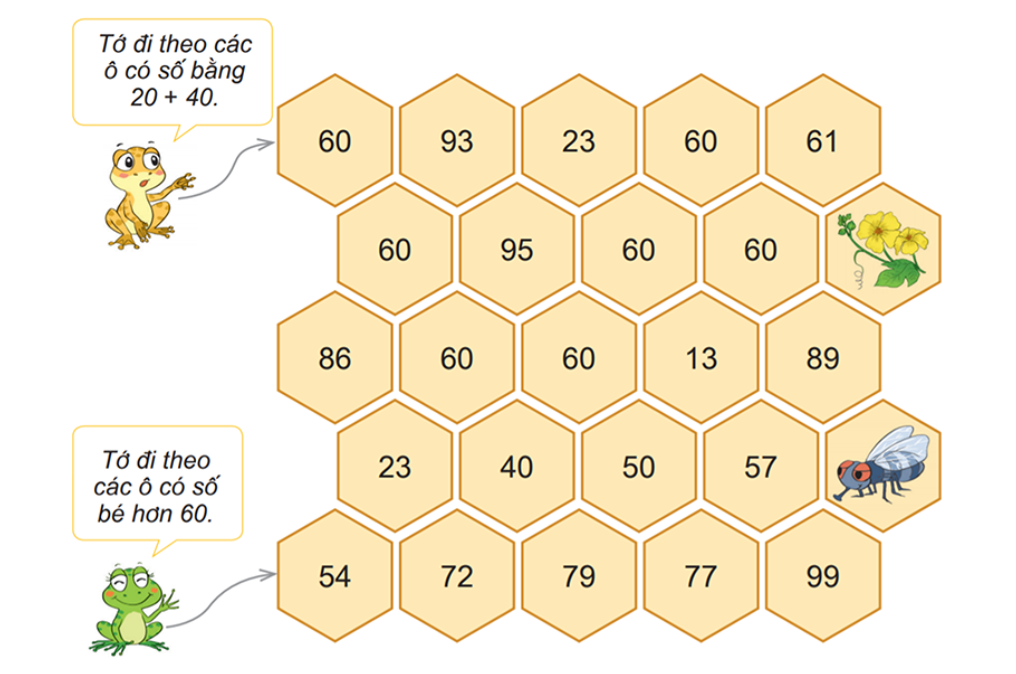 Tớ đi theo các
ô có số bằng
20 + 40.
60 93 23 60 61
60 95 60 60
86 60 60 13 89
Tớ đi theo
các ô có số
bé hơn 60.
23 40 50 57
54 72 79 77 99